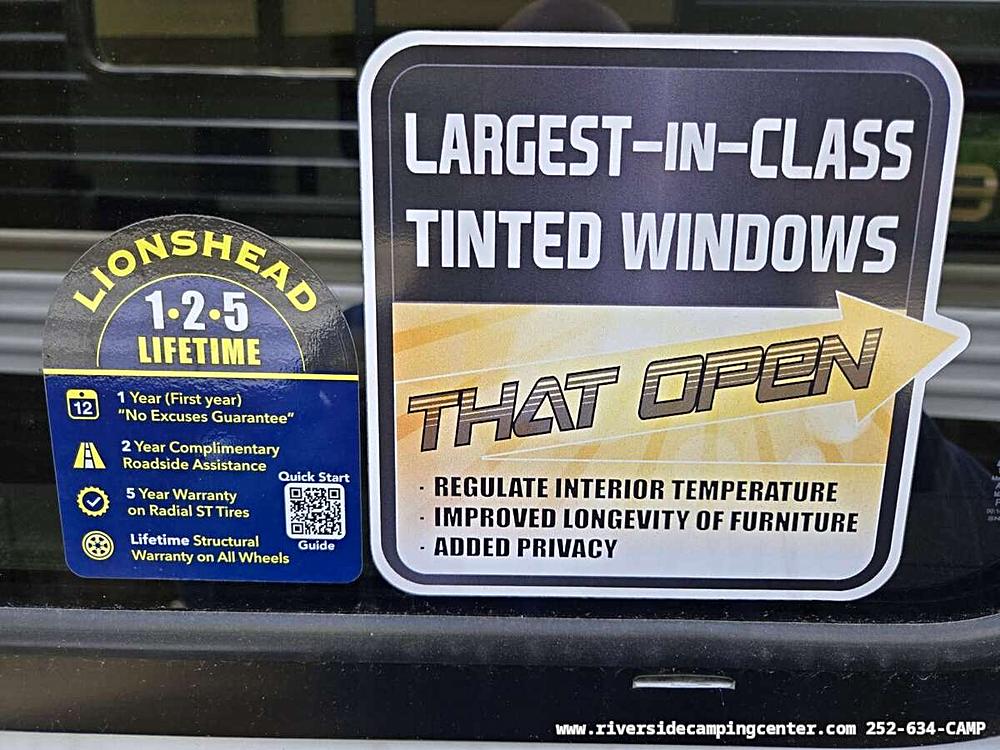 LIONSHEAD
1•2•5
LIFETIME
12
1 Year (First year)
"No Excuses Guarantee"
2 Year Complimentary
Roadside Assistance
5 Year Warranty
on Radial ST Tires
Lifetime Structural
Warranty on All Wheels
Quick Start
Guide
LARGEST-IN-CLASS
TINTED WINDOWS
THAT OPEN
· REGULATE INTERIOR TEMPERATURE
· IMPROVED LONGEVITY OF FURNITURE
· ADDED PRIVACY
www.riversidecampingcenter.com 252-634-CAMP